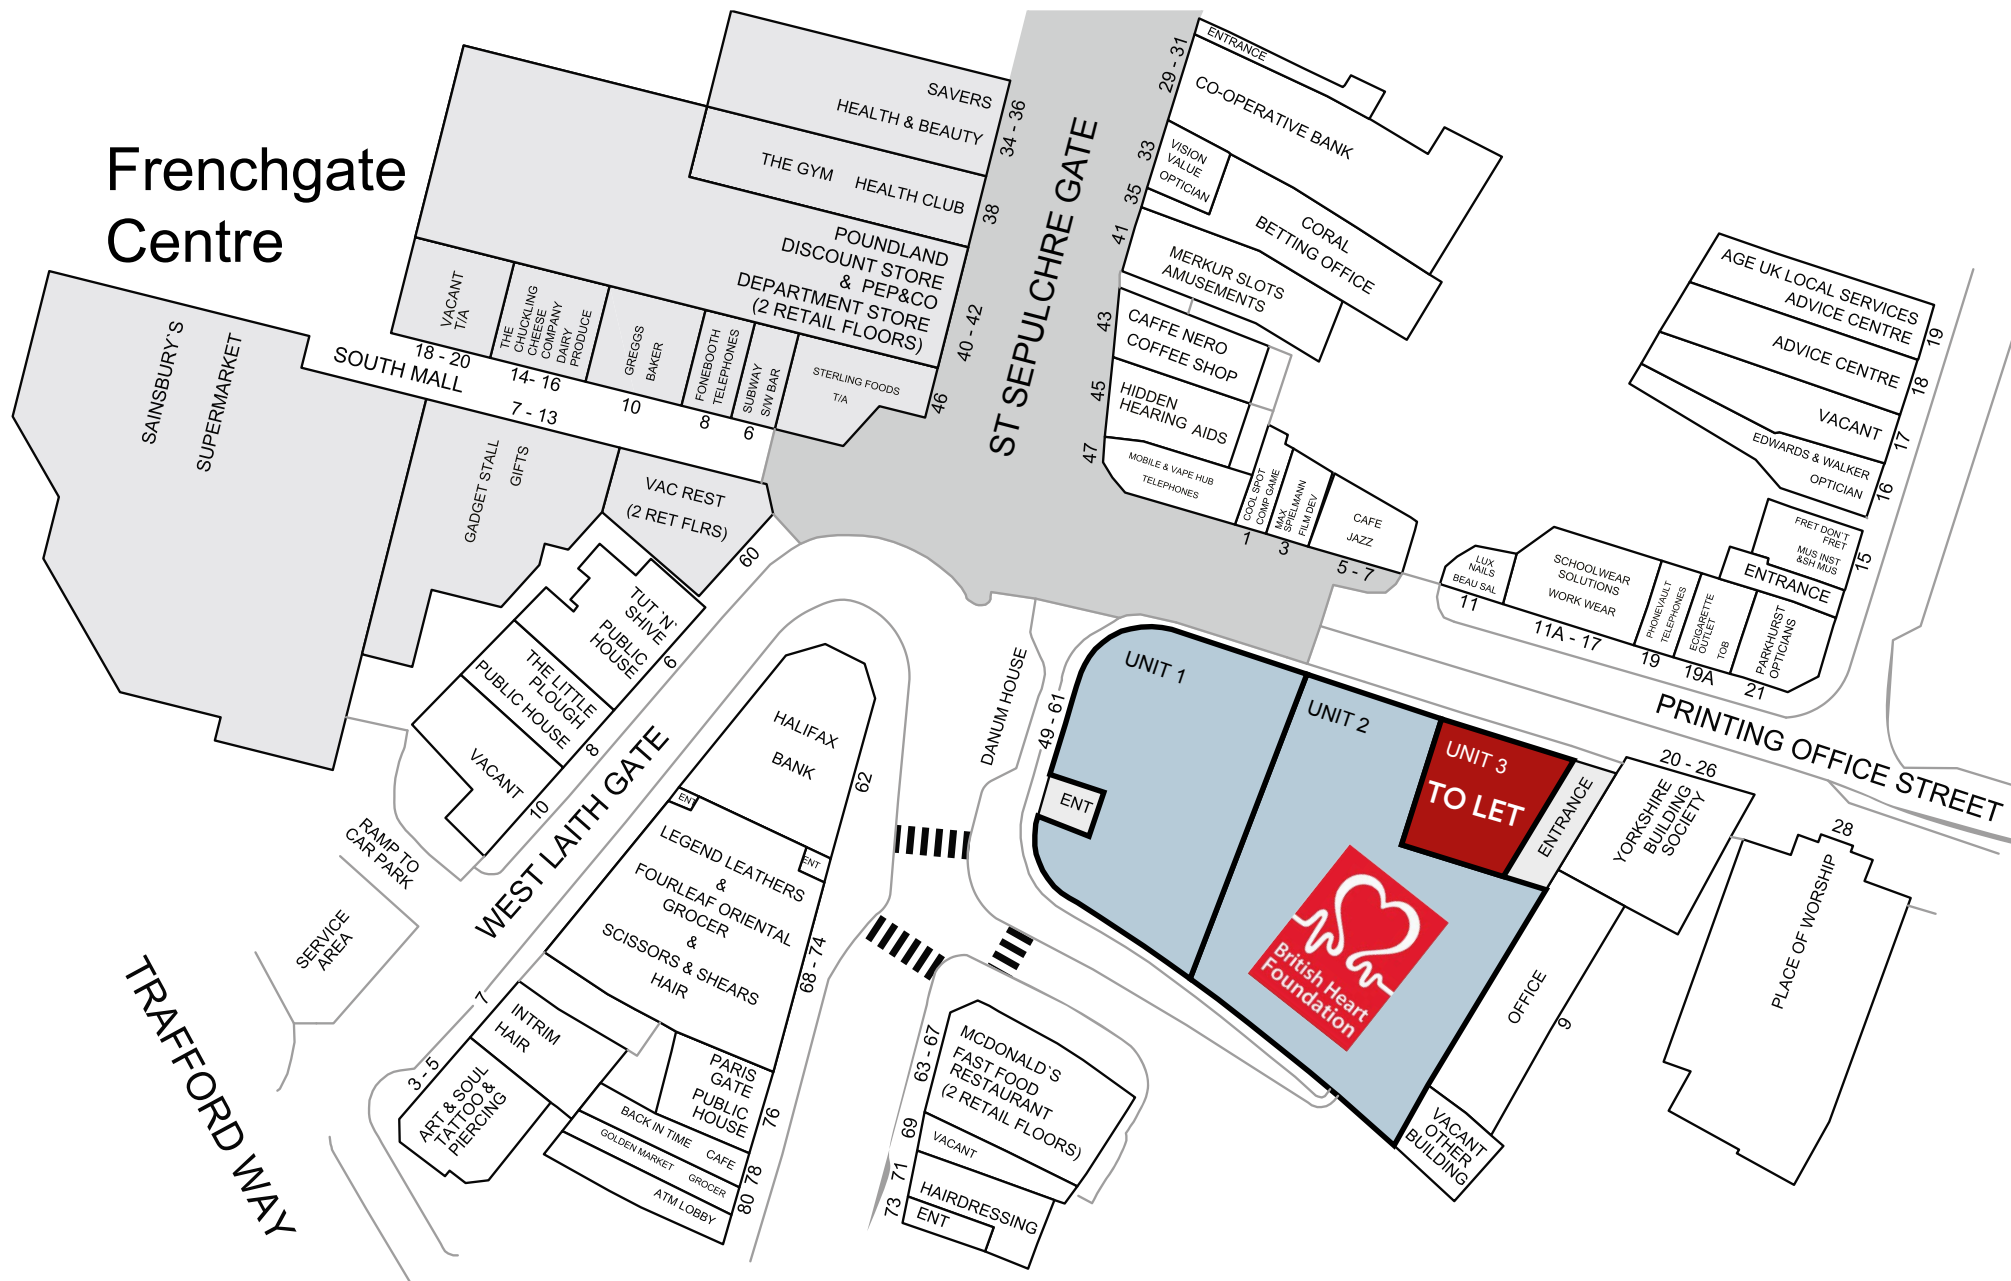 Frenchgate
Centre
SAVERS
HEALTH & BEAUTY
34 - 36
THE GYM HEALTH CLUB
38
POUNDLAND
DISCOUNT STORE
& PEP&CO
DEPARTMENT STORE
(2 RETAIL FLOORS)
40 - 42
VACANT
T/A
18 - 20
THE
CHUCKLING
CHEESE
COMPANY
DAIRY
PRODUCE
14- 16
GREGGS
BAKER
10
FONEBOOTH
TELEPHONES
8
SUBWAY
S/W BAR
6
STERLING FOODS
T/A
46
SOUTH MALL
7 - 13
SAINSBURY'S
SUPERMARKET
GADGET STALL
GIFTS
VAC REST
(2 RET FLRS)
60
ST SEPULCHRE GATE
ENTRANCE
29 - 31
CO-OPERATIVE BANK
33
VISION
VALUE
OPTICIAN
35
CORAL
BETTING OFFICE
41
MERKUR SLOTS
AMUSEMENTS
43
CAFFE NERO
COFFEE SHOP
45
HIDDEN
HEARING AIDS
47
MOBILE & VAPE HUB
TELEPHONES
COOL SPOT
COMP GAME
1
MAX
SPIELMANN
FILM DEV
3
CAFE
JAZZ
5 - 7
AGE UK LOCAL SERVICES
ADVICE CENTRE
19
ADVICE CENTRE
18
VACANT
17
EDWARDS & WALKER
OPTICIAN
16
FRET DON'T
FRET
MUS INST
&SH MUS
15
ENTRANCE
LUX
NAILS
BEAU SAL
11
SCHOOLWEAR
SOLUTIONS
WORK WEAR
11A - 17
PHONEVAULT
TELEPHONES
19
ECIGARETTE
OUTLET
TOB
19A
PARKHURST
OPTICIANS
21
PRINTING OFFICE STREET
TUT 'N'
SHIVE
PUBLIC
HOUSE
6
THE LITTLE
PLOUGH
PUBLIC HOUSE
8
VACANT
10
WEST LAITH GATE
RAMP TO
CAR PARK
SERVICE
AREA
TRAFFORD WAY
HALIFAX
BANK
62
ENT
ENT
LEGEND LEATHERS
&
FOURLEAF ORIENTAL
GROCER
&
SCISSORS & SHEARS
HAIR
68 - 74
7
INTRIM
HAIR
3 - 5
ART & SOUL
TATTOO &
PIERCING
PARIS
GATE
PUBLIC
HOUSE
76
BACK IN TIME CAFE
78
GOLDEN MARKET GROCER
80
ATM LOBBY
DANUM HOUSE
49 - 61
UNIT 1
ENT
UNIT 2
UNIT 3
TO LET
ENTRANCE
British Heart
Foundation
20 - 26
YORKSHIRE
BUILDING
SOCIETY
28
PLACE OF WORSHIP
OFFICE
9
VACANT
OTHER
BUILDING
63 - 67
MCDONALD'S
FAST FOOD
RESTAURANT
(2 RETAIL FLOORS)
69
VACANT
71
HAIRDRESSING
73
ENT